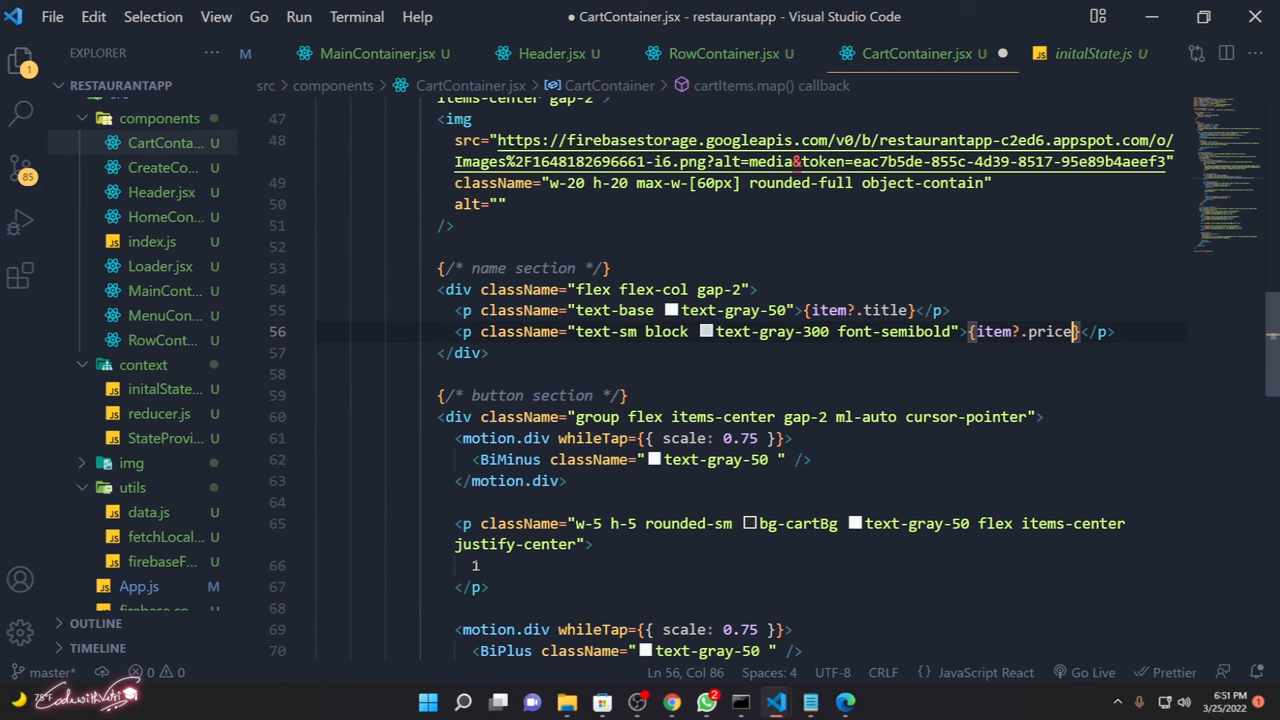 File Edit Selection View Go Run Terminal Help
● CartContainer.jsx - restaurantapp - Visual Studio Code
EXPLORER
M MainContainer.jsx U Header.jsx U RowContainer.jsx U CartContainer.jsx U ● initalState.js U
RESTAURANTAPP
src > components > CartContainer.jsx > CartContainer > cartItems.map() callback
components
CartConta... U
CreateCo... U
Header.jsx U
HomeCon... U
index.js U
Loader.jsx U
MainCont... U
MenuCont... U
RowCont... U
context
initalState... U
reducer.js U
StateProvi... U
img
utils
data.js U
fetchLocal... U
firebaseF... U
App.js M
OUTLINE
TIMELINE
1
85
items-center gap-2">
47 <img
48 src="https://firebasestorage.googleapis.com/v0/b/restaurantapp-c2ed6.appspot.com/o/
Images%2F1648182696661-i6.png?alt=media&token=eac7b5de-855c-4d39-8517-95e89b4aeef3"
49 className="w-20 h-20 max-w-[60px] rounded-full object-contain"
50 alt=""
51 />
52
53 {/* name section */}
54 <div className="flex flex-col gap-2">
55 <p className="text-base text-gray-50">{item?.title}</p>
56 <p className="text-sm block text-gray-300 font-semibold">{item?.price}</p>
57 </div>
58
59 {/* button section */}
60 <div className="group flex items-center gap-2 ml-auto cursor-pointer">
61 <motion.div whileTap={{ scale: 0.75 }}>
62 <BiMinus className="text-gray-50 " />
63 </motion.div>
64
65 <p className="w-5 h-5 rounded-sm bg-cartBg text-gray-50 flex items-center
justify-center">
66 1
67 </p>
68
69 <motion.div whileTap={{ scale: 0.75 }}>
70 <BiPlus className="text-gray-50 " />
master* 0 0 Ln 56, Col 86 Spaces: 4 UTF-8 CRLF { } JavaScript React Go Live Prettier
78°F
2
6:51 PM
3/25/2022